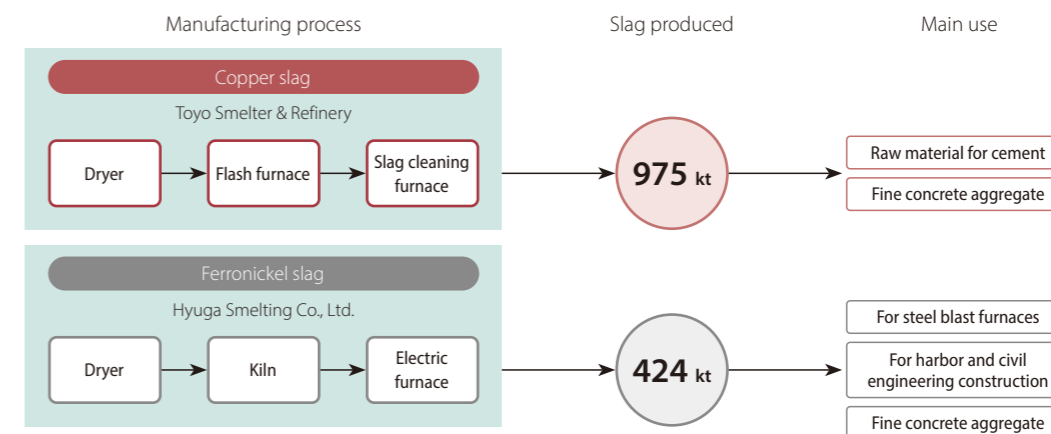 Manufacturing process
Slag produced
Main use
Copper slag
Toyo Smelter & Refinery
Dryer
Flash furnace
Slag cleaning
furnace
975 kt
Raw material for cement
Fine concrete aggregate
Ferronickel slag
Hyuga Smelting Co., Ltd.
Dryer
Kiln
Electric
furnace
424 kt
For steel blast furnaces
For harbor and civil
engineering construction
Fine concrete aggregate